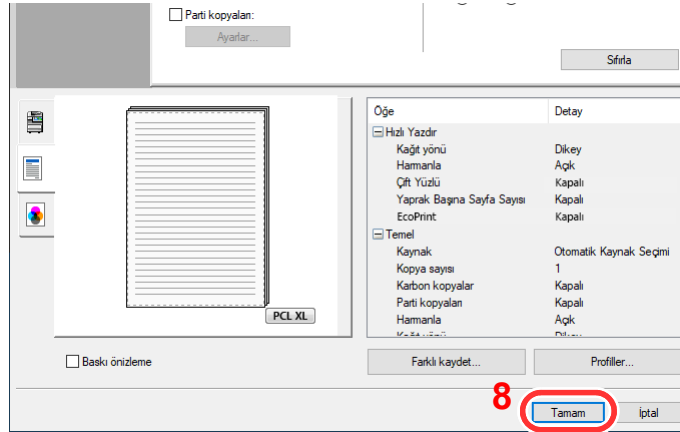 Parti kopyaları:
Ayarlar...
Sıfırla
Öğe Detay
Hızlı Yazdır
Kağıt yönü Dikey
Harmanla Açık
Çift Yüzlü Kapalı
Yaprak Başına Sayfa Sayısı Kapalı
EcoPrint Kapalı
Temel
Kaynak Otomatik Kaynak Seçimi
Kopya sayısı 1
Karbon kopyalar Kapalı
Parti kopyaları Kapalı
Harmanla Açık
PCL XL
Baskı önizleme
Farklı kaydet... Profiller...
8
Tamam İptal